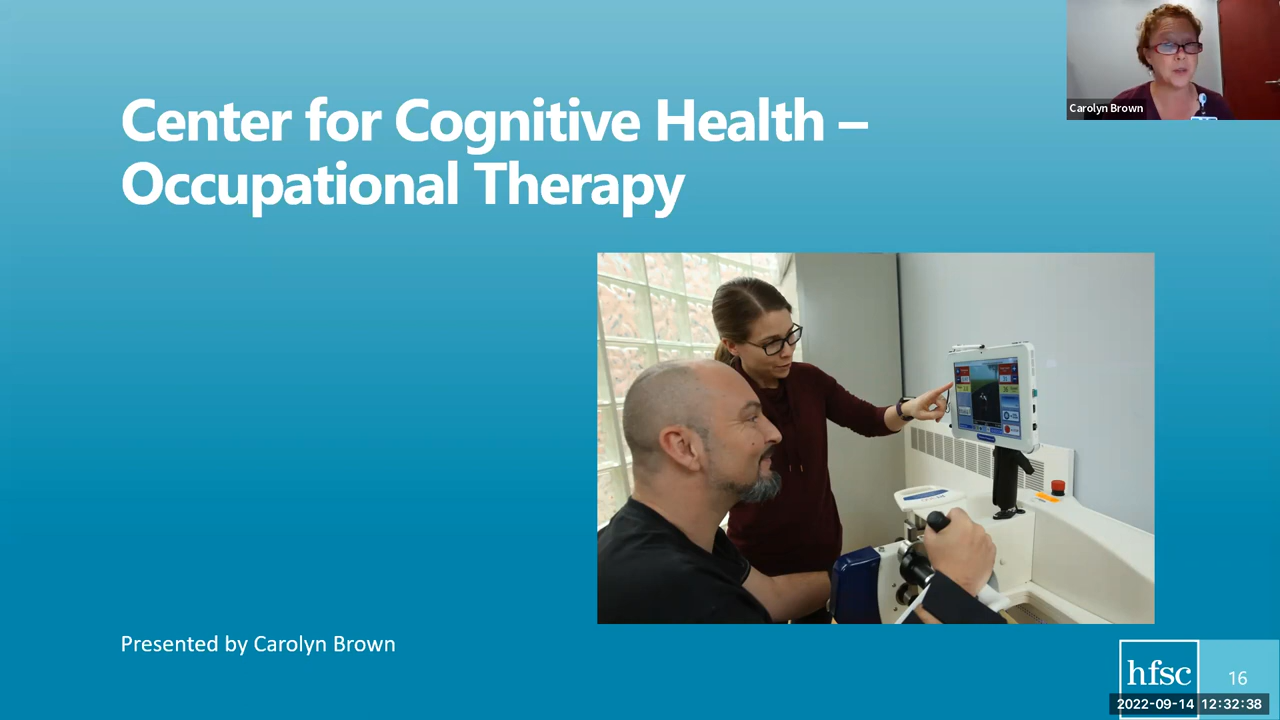 Center for Cognitive Health –
Occupational Therapy
Carolyn Brown
Presented by Carolyn Brown
hfsc
16
2022-09-14 12:32:38